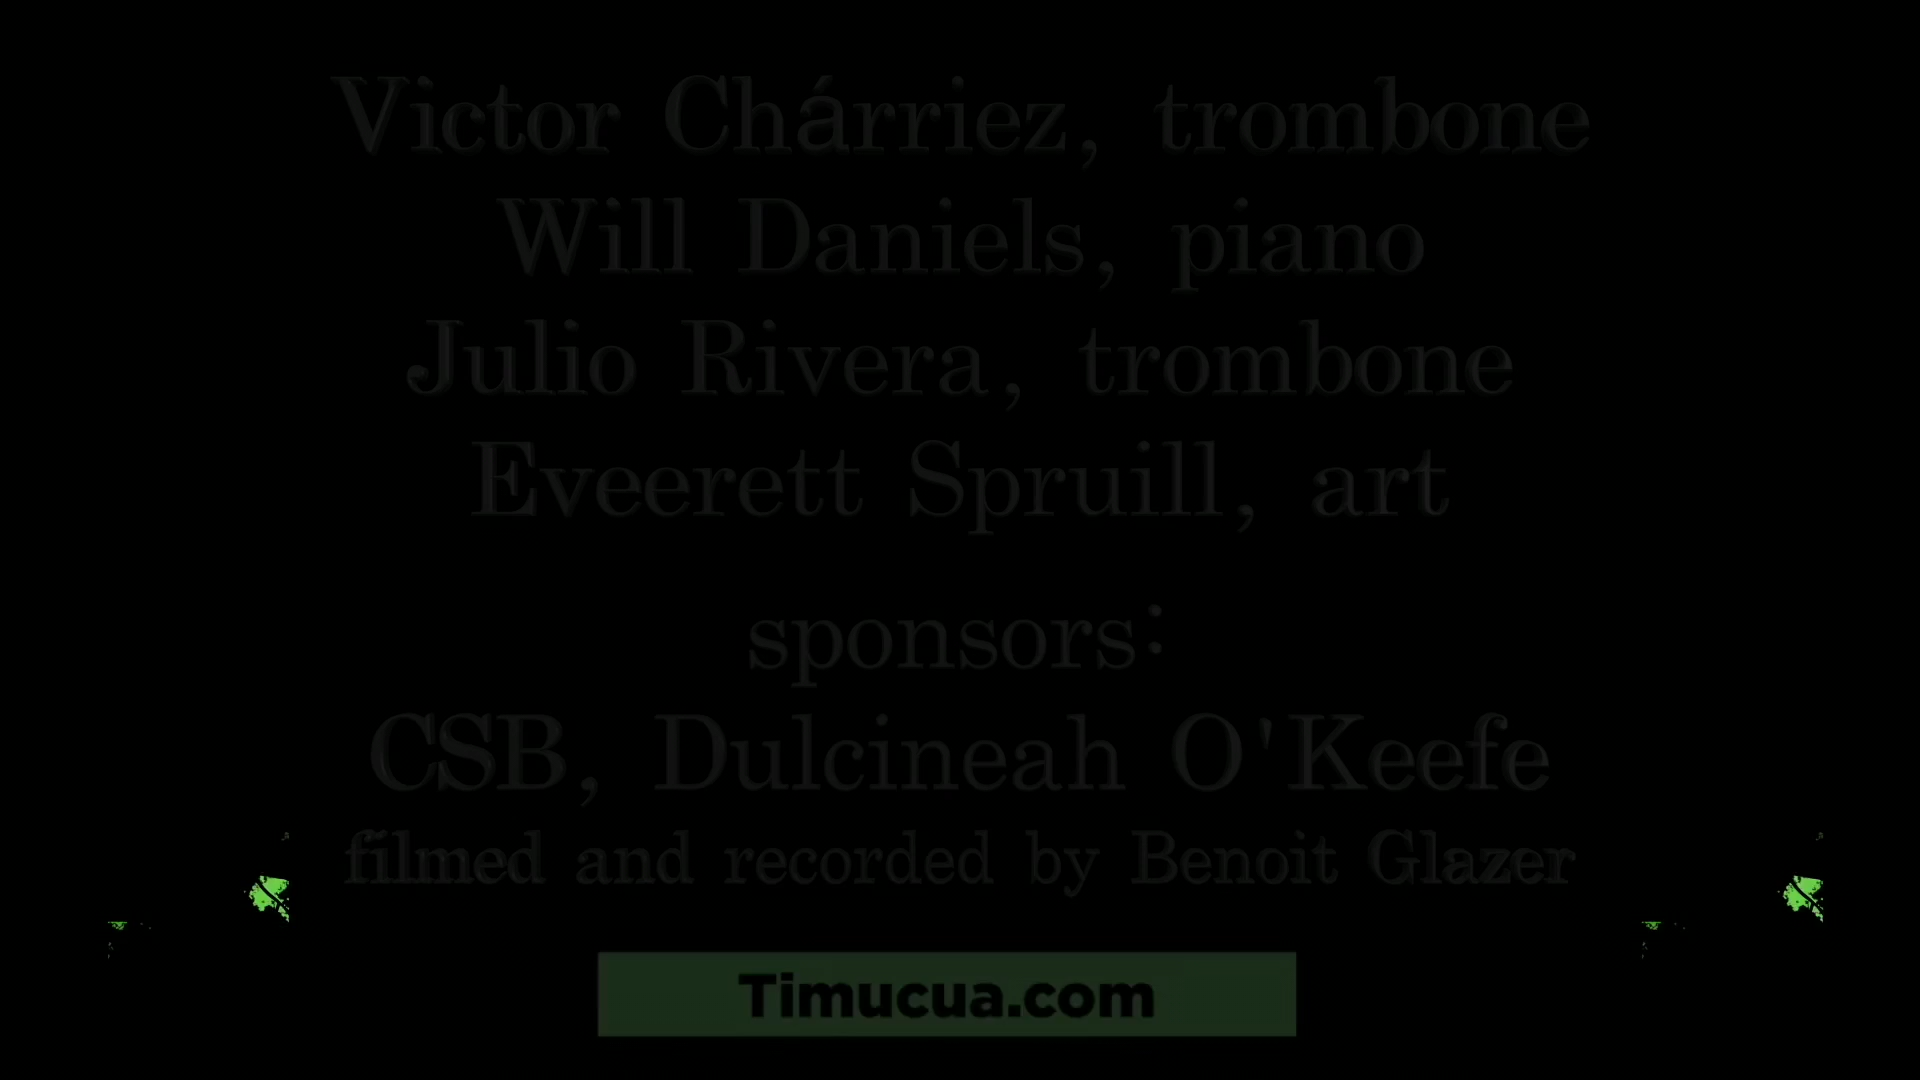 Victor Chárriez, trombone
Will Daniels, piano
Julio Rivera, trombone
Eveerett Spruill, art
sponsors:
CSB, Dulcineah O'Keefe
filmed and recorded by Benoit Glazer
Timucua.com